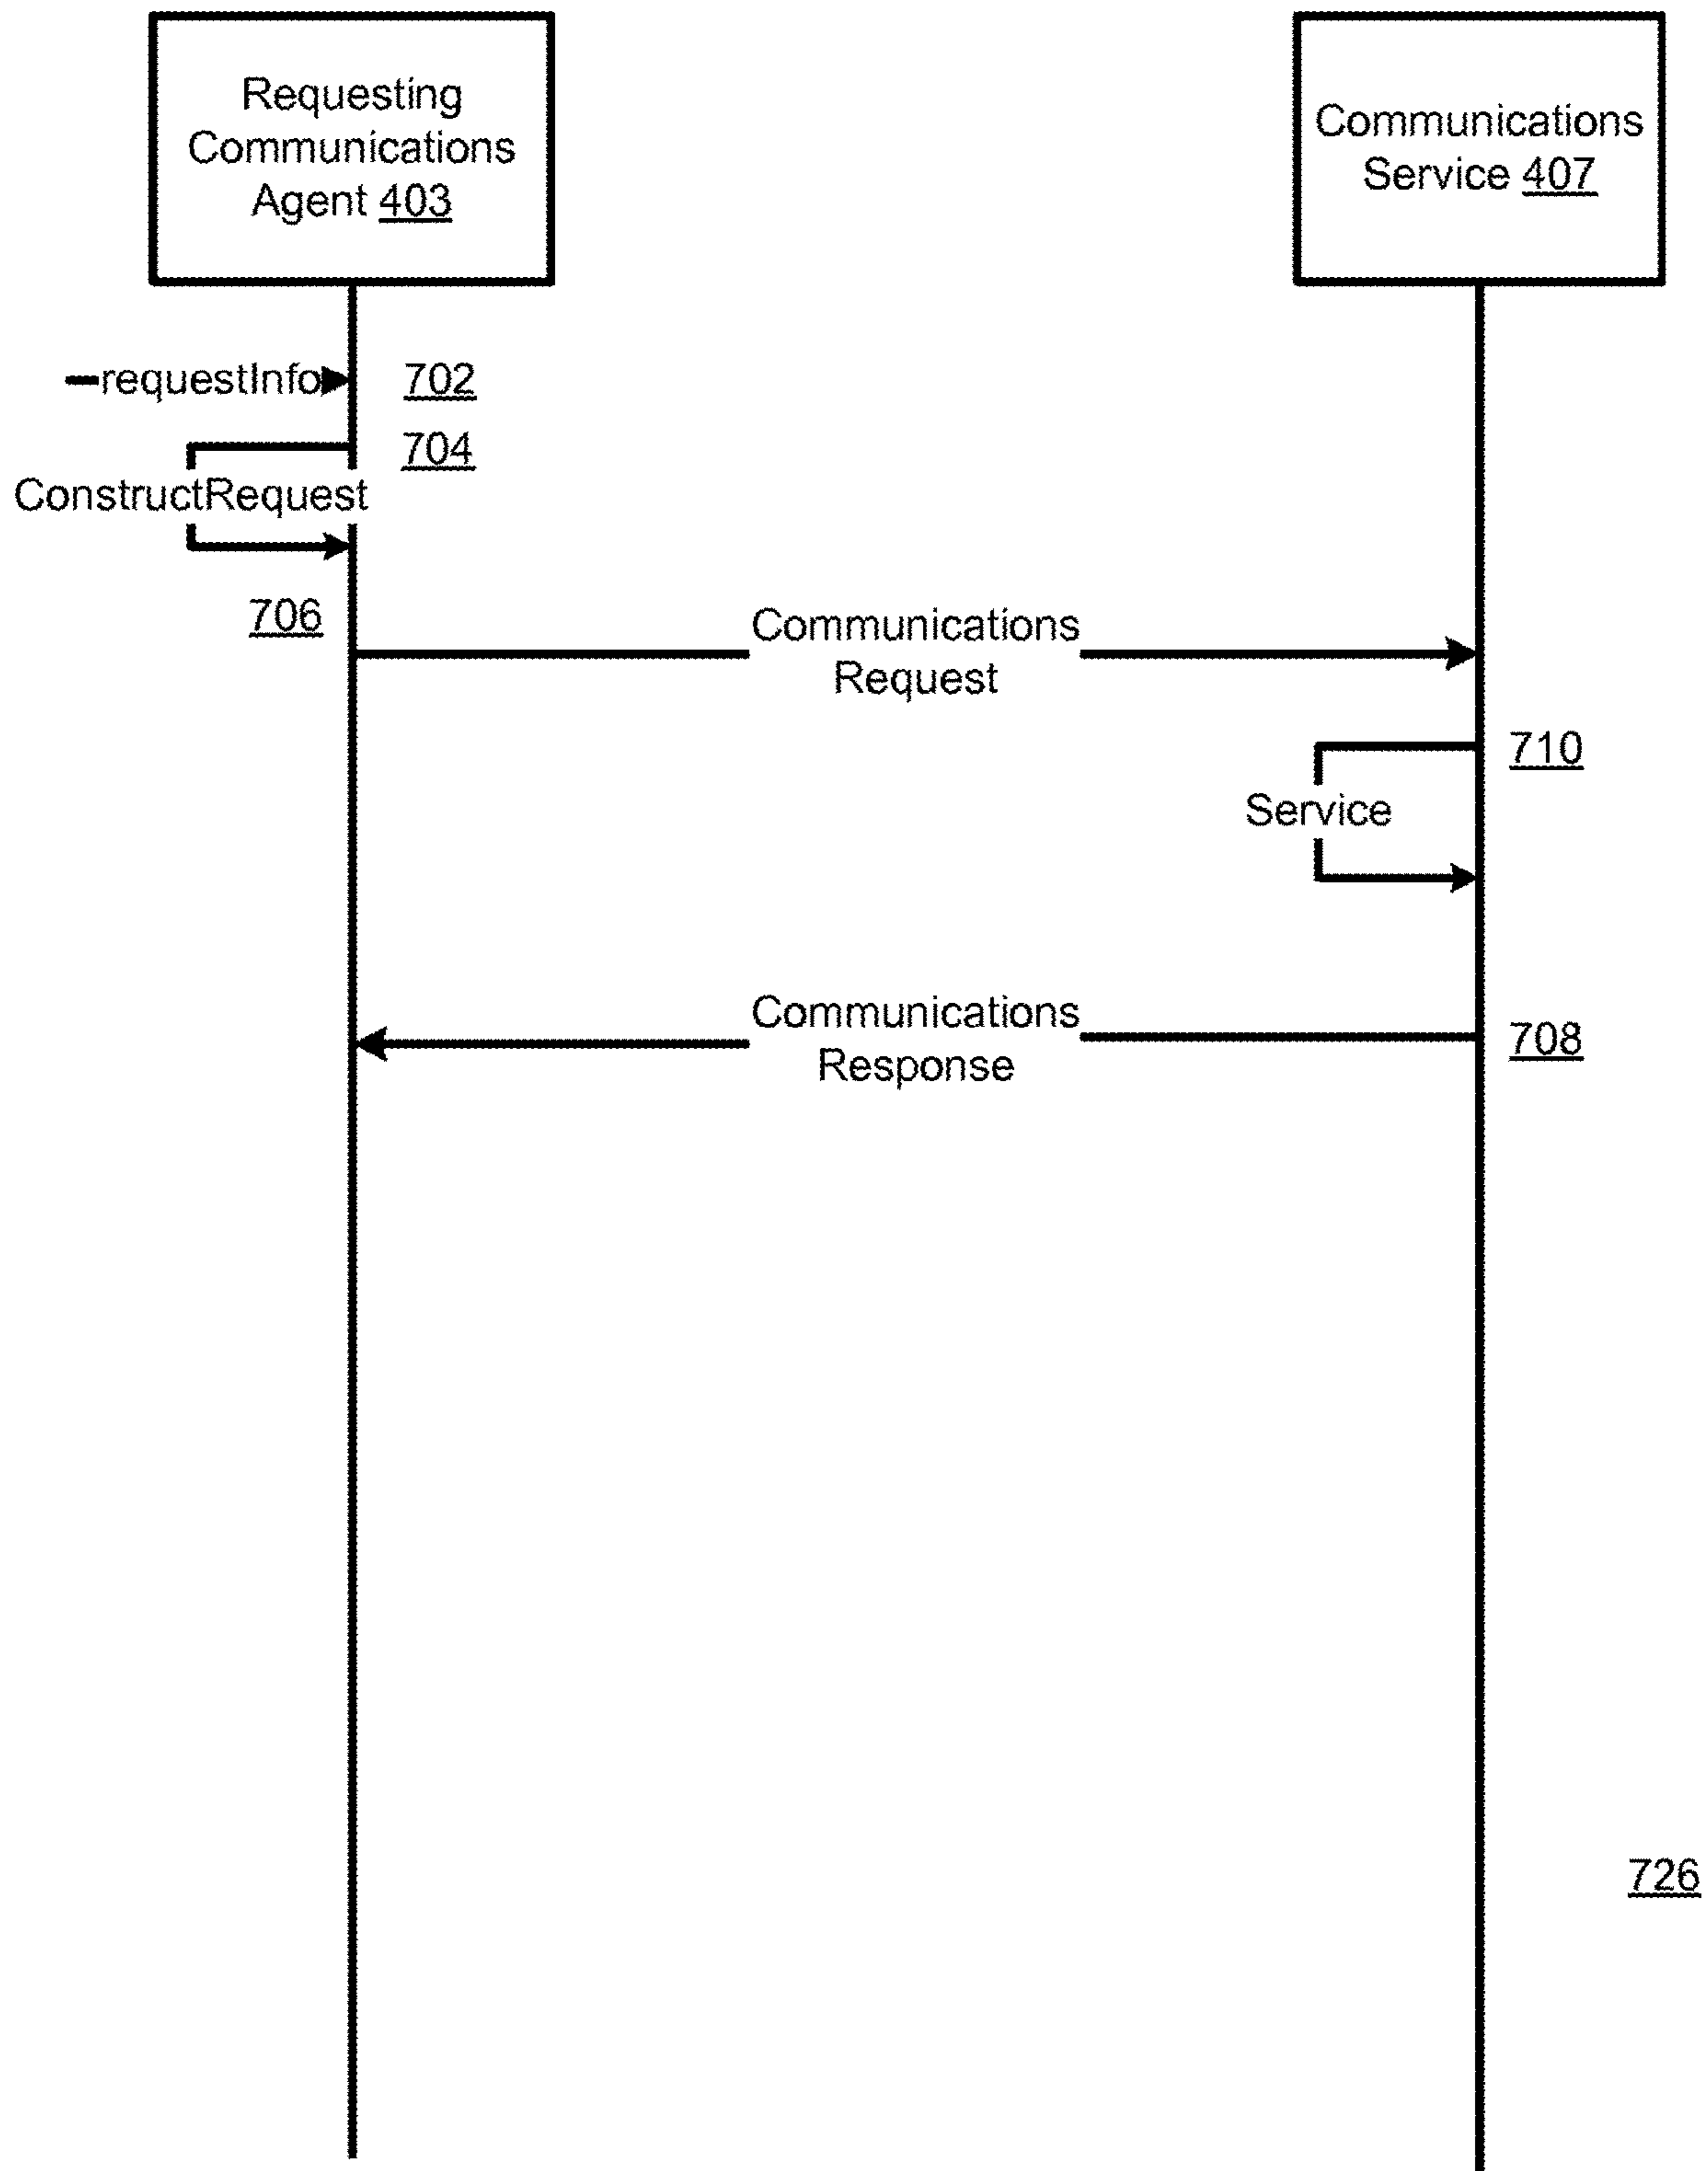 Requesting
Communications
Agent 403
Communications
Service 407
requestInfo 702
704
ConstructRequest
706
Communications
Request
710
Service
Communications
Response
708
726